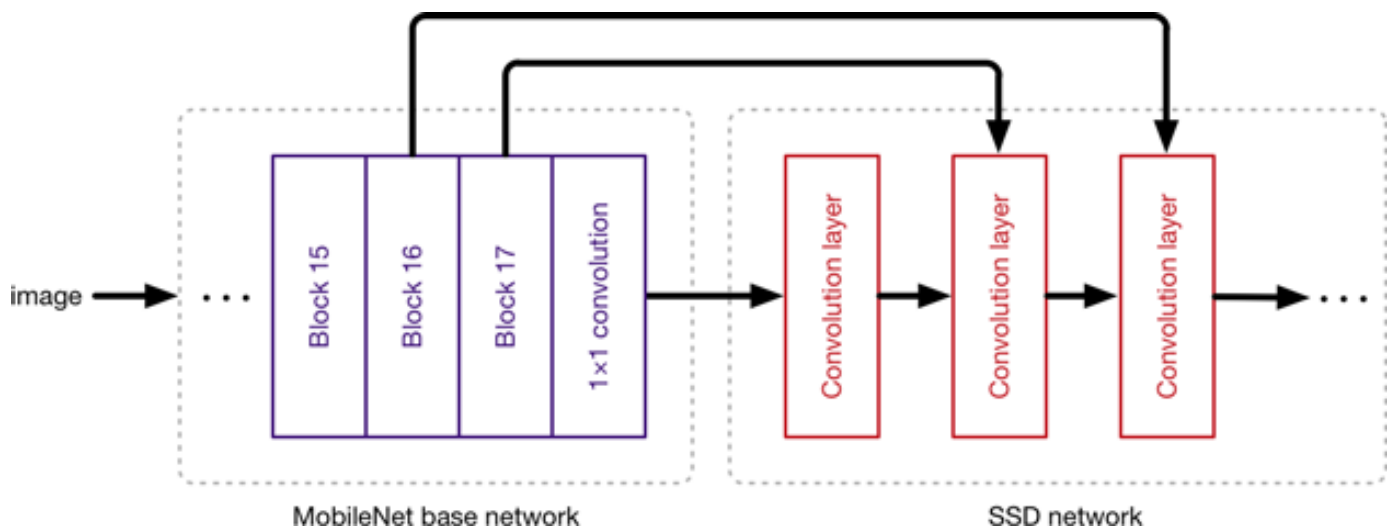 image
...
Block 15
Block 16
Block 17
1×1 convolution
Convolution layer
Convolution layer
Convolution layer
...
MobileNet base network
SSD network